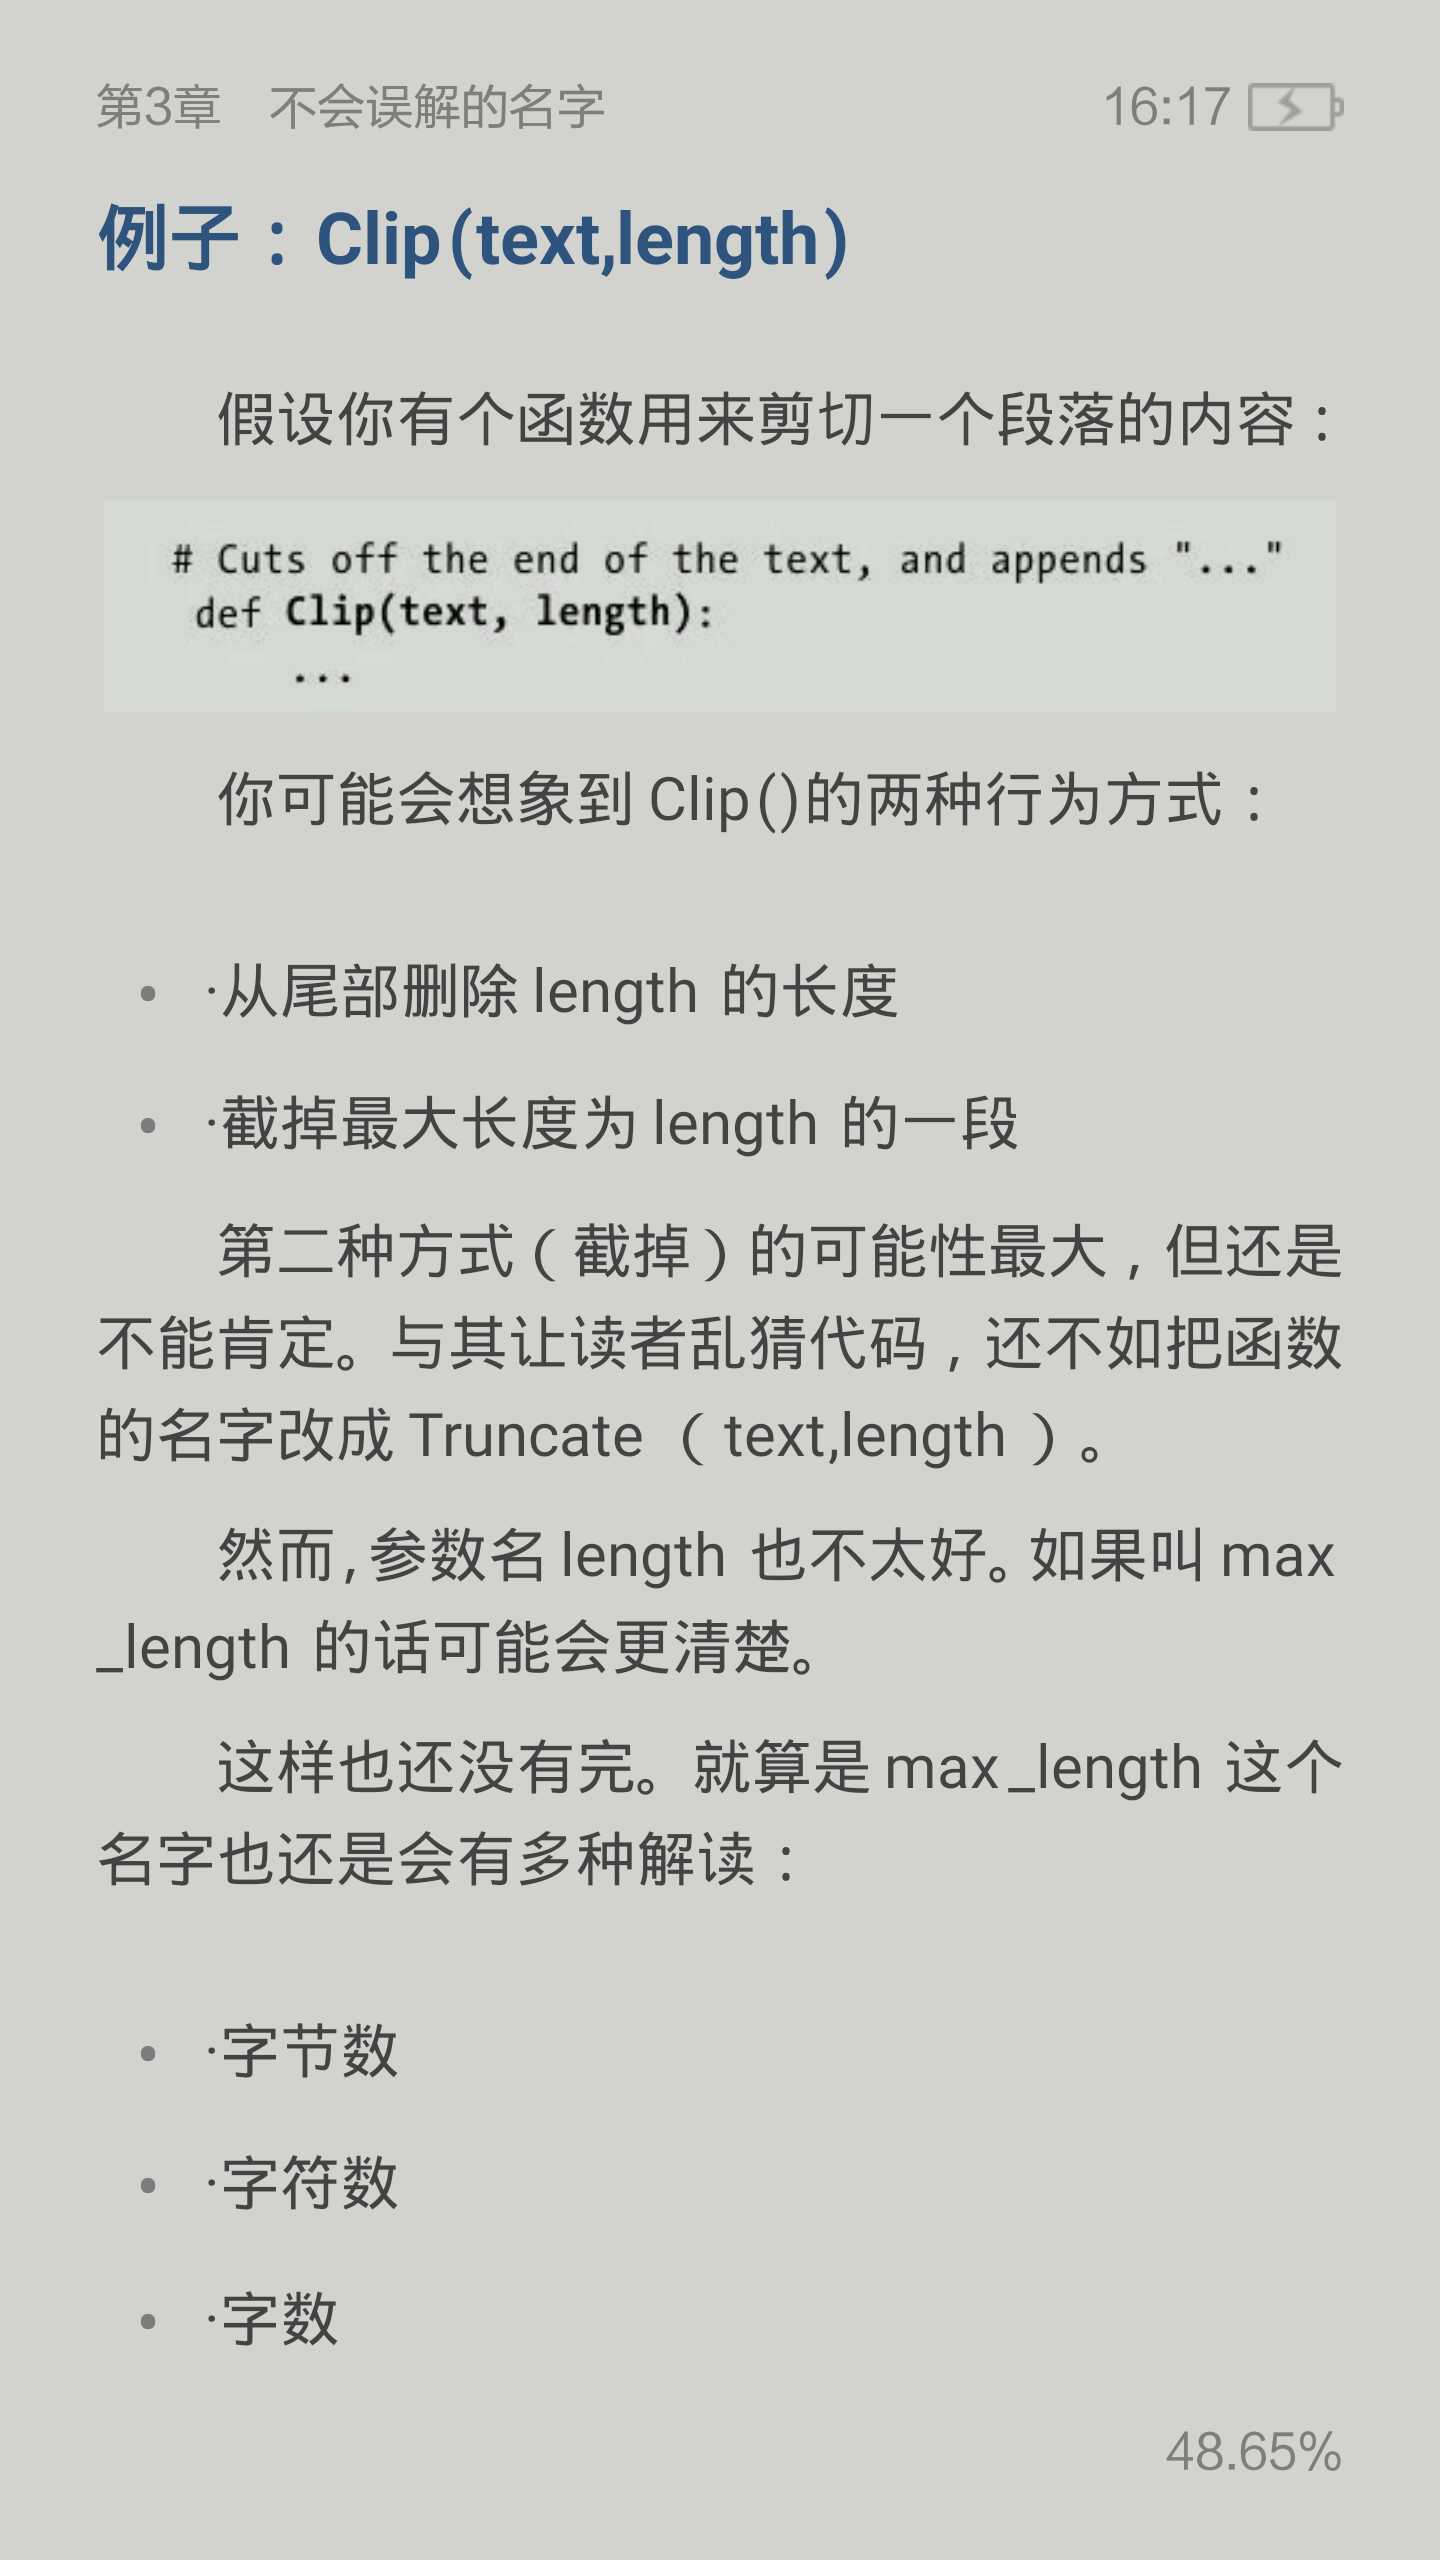 第3章　不会误解的名字
16:17
例子：Clip(text,length)
假设你有个函数用来剪切一个段落的内容：
# Cuts off the end of the text, and appends "..."
def Clip(text, length):
...
你可能会想象到 Clip()的两种行为方式：
• ·从尾部删除 length 的长度
• ·截掉最大长度为 length 的一段
第二种方式（截掉）的可能性最大，但还是
不能肯定。与其让读者乱猜代码，还不如把函数
的名字改成 Truncate （text,length）。
然而，参数名 length 也不太好。如果叫 max
_length 的话可能会更清楚。
这样也还没有完。就算是 max_length 这个
名字也还是会有多种解读：
• ·字节数
• ·字符数
• ·字数
48.65%